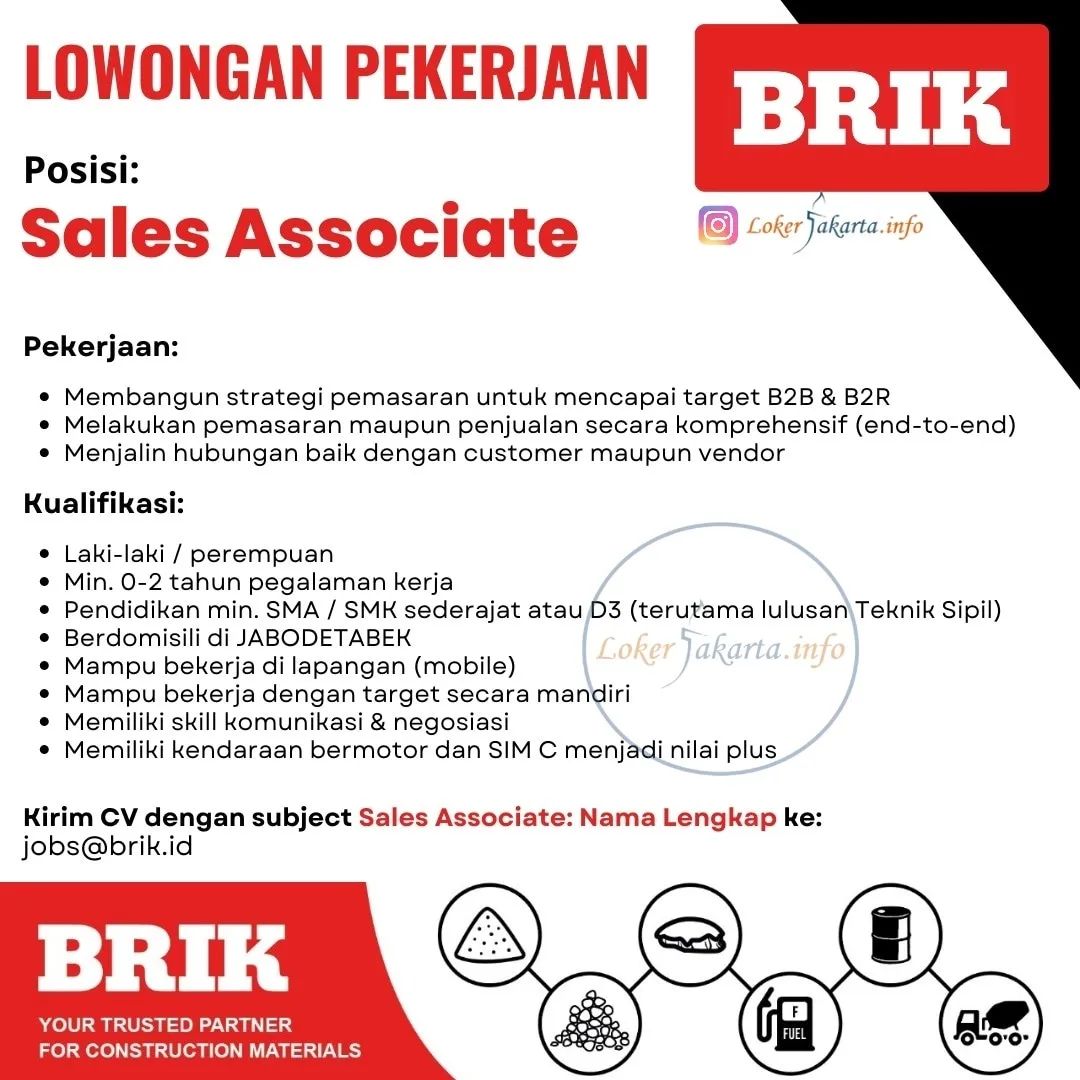 LOWONGAN PEKERJAAN
BRIK
Posisi:
Sales Associate
Loker Jakarta.info
Pekerjaan:
• Membangun strategi pemasaran untuk mencapai target B2B & B2R
• Melakukan pemasaran maupun penjualan secara komprehensif (end-to-end)
• Menjalin hubungan baik dengan customer maupun vendor
Kualifikasi:
• Laki-laki / perempuan
• Min. 0-2 tahun pegalaman kerja
• Pendidikan min. SMA / SMK sederajat atau D3 (terutama lulusan Teknik Sipil)
• Berdomisili di JABODETABEK
Loker Jakarta.info
• Mampu bekerja di lapangan (mobile)
• Mampu bekerja dengan target secara mandiri
• Memiliki skill komunikasi & negosiasi
• Memiliki kendaraan bermotor dan SIM C menjadi nilai plus
Kirim CV dengan subject Sales Associate: Nama Lengkap ke:
jobs@brik.id
BRIK
YOUR TRUSTED PARTNER
FOR CONSTRUCTION MATERIALS
F
FUEL